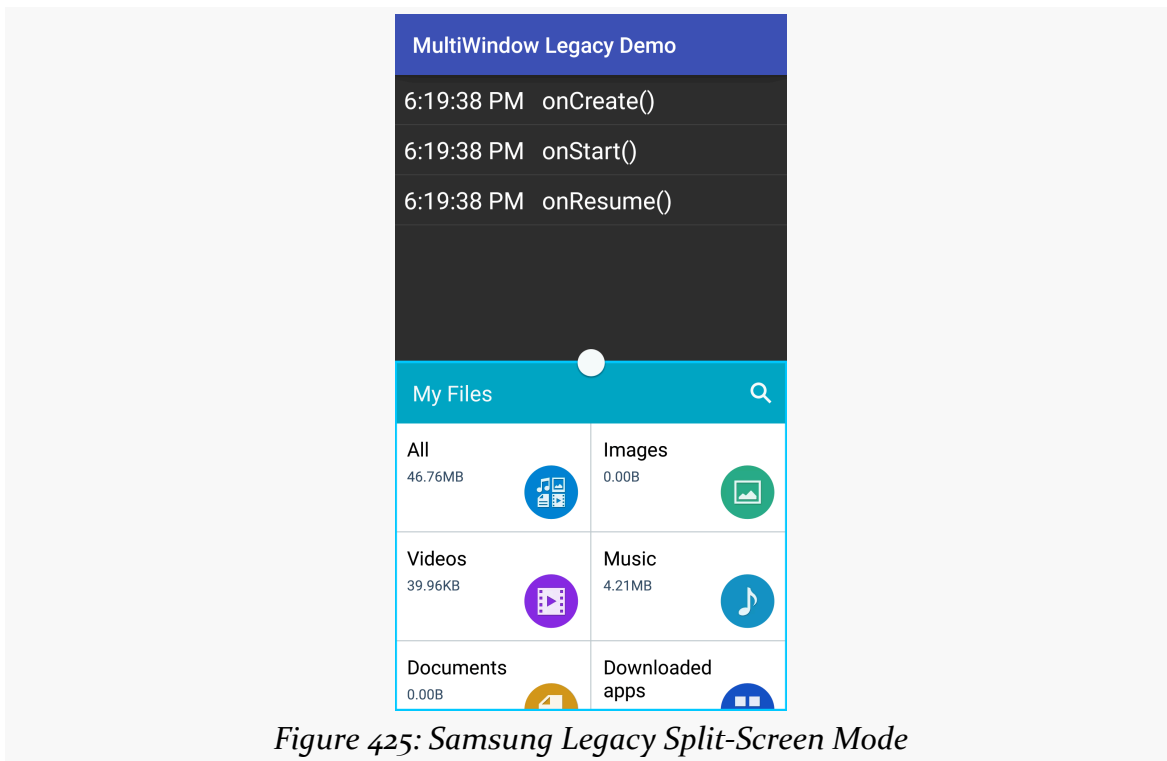 MultiWindow Legacy Demo
6:19:38 PM onCreate()
6:19:38 PM onStart()
6:19:38 PM onResume()
My Files
All
46.76MB
Images
0.00B
Videos
39.96KB
Music
4.21MB
Documents
0.00B
Downloaded
apps
Figure 425: Samsung Legacy Split-Screen Mode